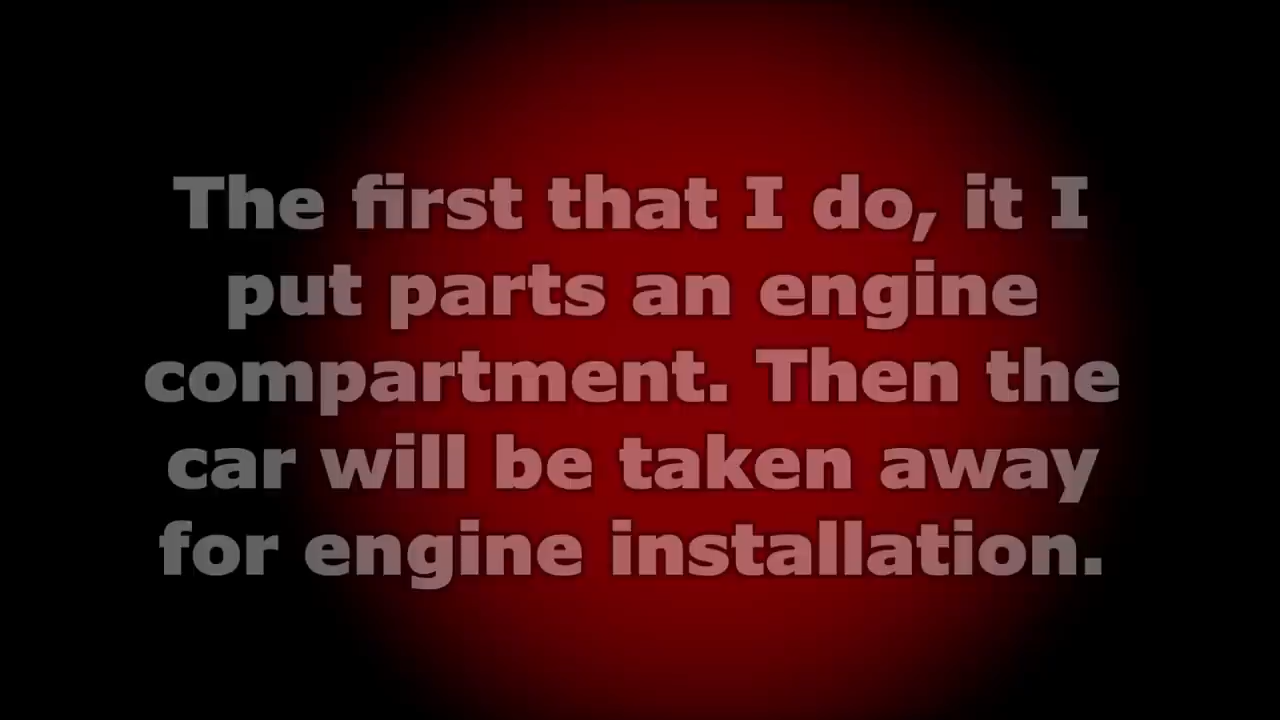 The first that I do, it I
put parts an engine
compartment. Then the
car will be taken away
for engine installation.